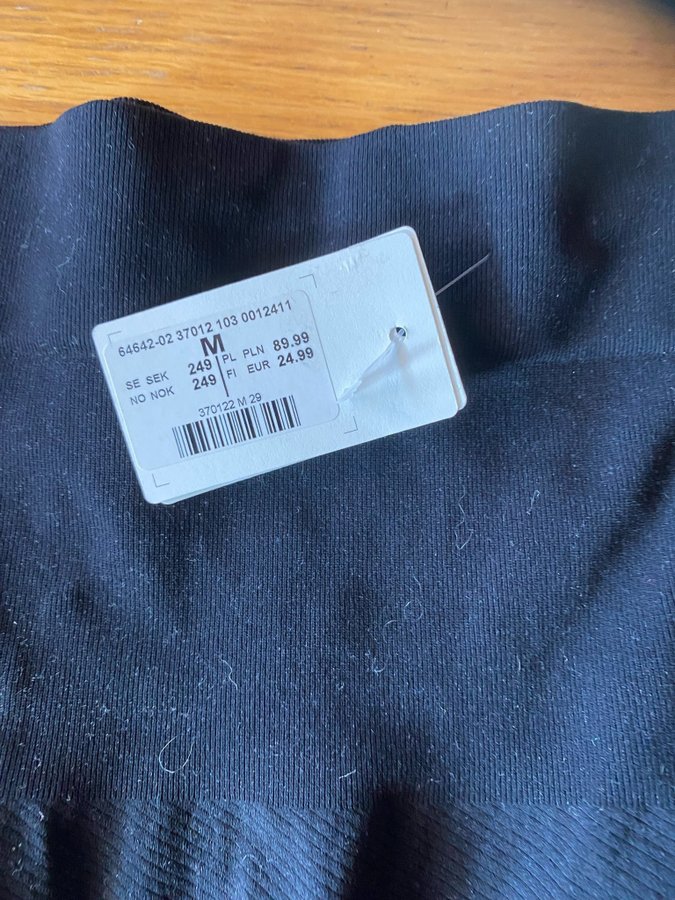 64642-02 37012 103 0012411
M
SE SEK 249 PL PLN 89.99
NO NOK 249 FI EUR 24.99
370122 M 29